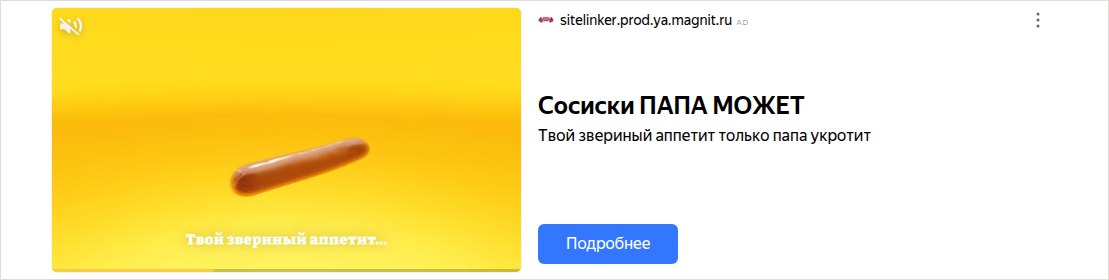 sitelinker.prod.ya.magnit.ru AD
Сосиски ПАПА МОЖЕТ
Твой звериный аппетит только папа укротит
Твой звериный аппетит...
Подробнее